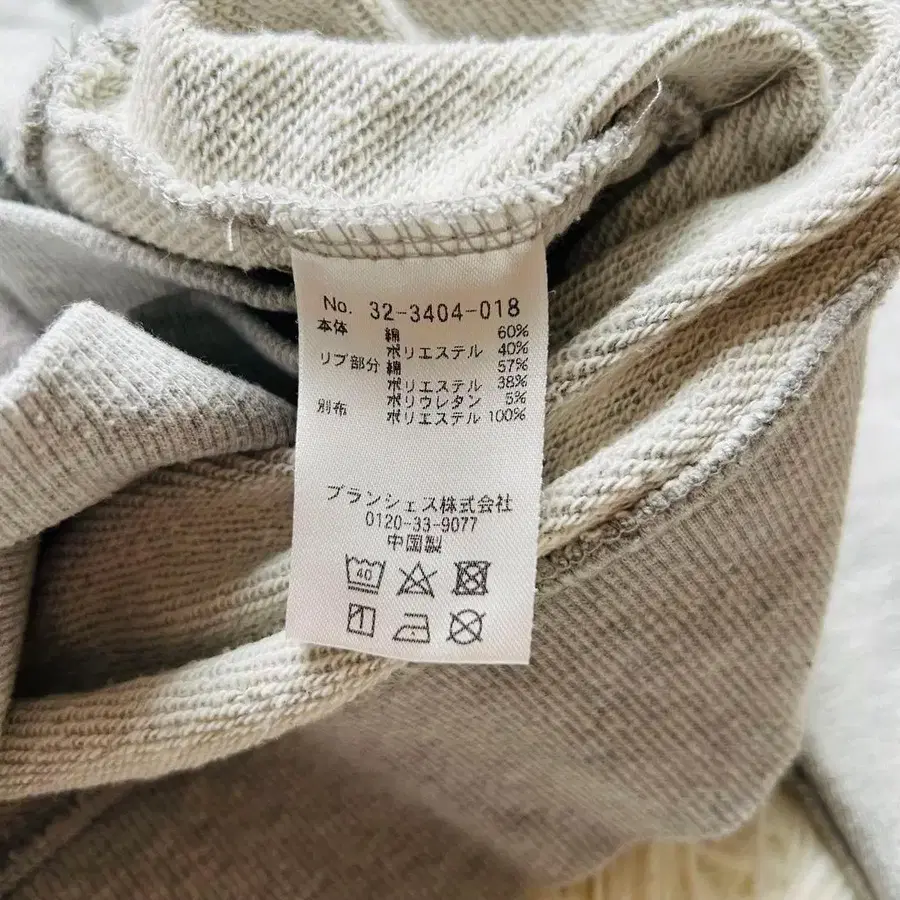 No. 32-3404-018
本体 綿 60%
ポリエステル 40%
リブ部分 綿 57%
ポリエステル 38%
ポリウレタン 5%
別布 ポリエステル 100%
ブランシェス株式会社
0120-33-9077
中国製
40